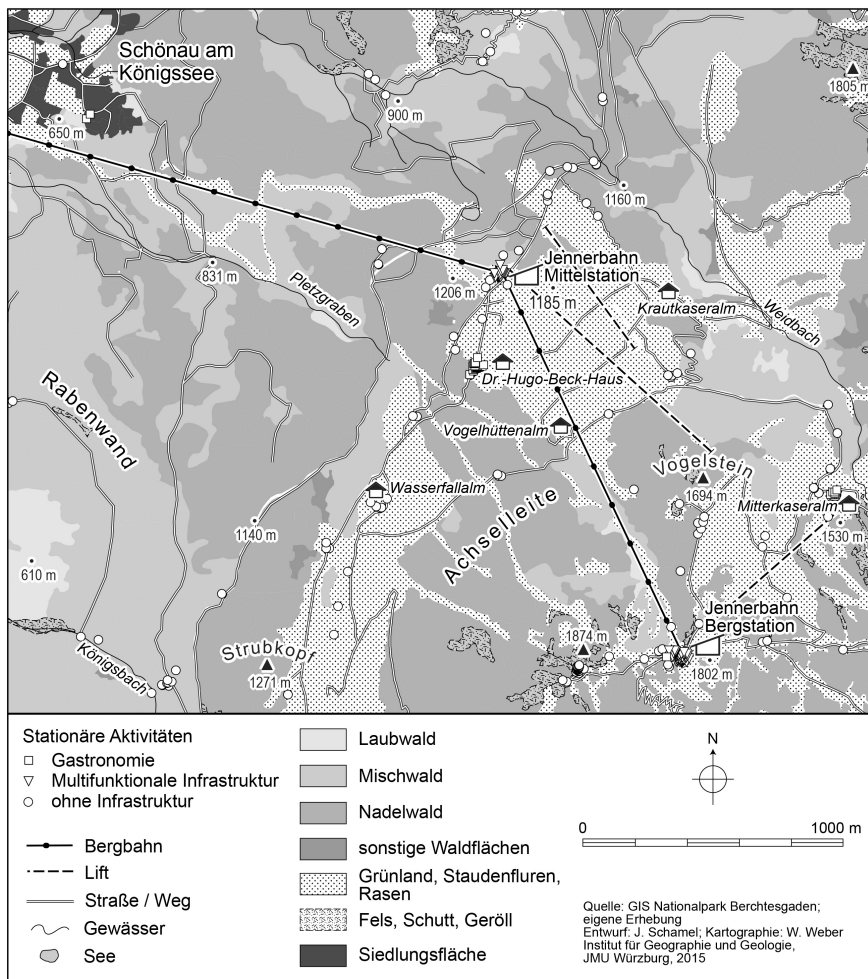 Schönau am
Königssee
650 m
900 m
1805 m
1160 m
831 m
Pletzgraben
1206 m
Jennerbahn
Mittelstation
1185 m
Krautkaseralm
Weidbach
Rabenwand
Dr.-Hugo-Beck-Haus
Vogelhüttenalm
Wasserfallalm
Vogelstein
1694 m
Mitterkaseralm
1530 m
Achselleite
1140 m
610 m
Jennerbahn
Bergstation
1802 m
1874 m
Strubkopf
1271 m
Königsbach
Stationäre Aktivitäten
Gastronomie
Multifunktionale Infrastruktur
ohne Infrastruktur
Bergbahn
Lift
Straße / Weg
Gewässer
See
Laubwald
Mischwald
Nadelwald
sonstige Waldflächen
Grünland, Staudenfluren,
Rasen
Fels, Schutt, Geröll
Siedlungsfläche
N
0 1000 m
Quelle: GIS Nationalpark Berchtesgaden;
eigene Erhebung
Entwurf: J. Schamel; Kartographie: W. Weber
Institut für Geographie und Geologie,
JMU Würzburg, 2015